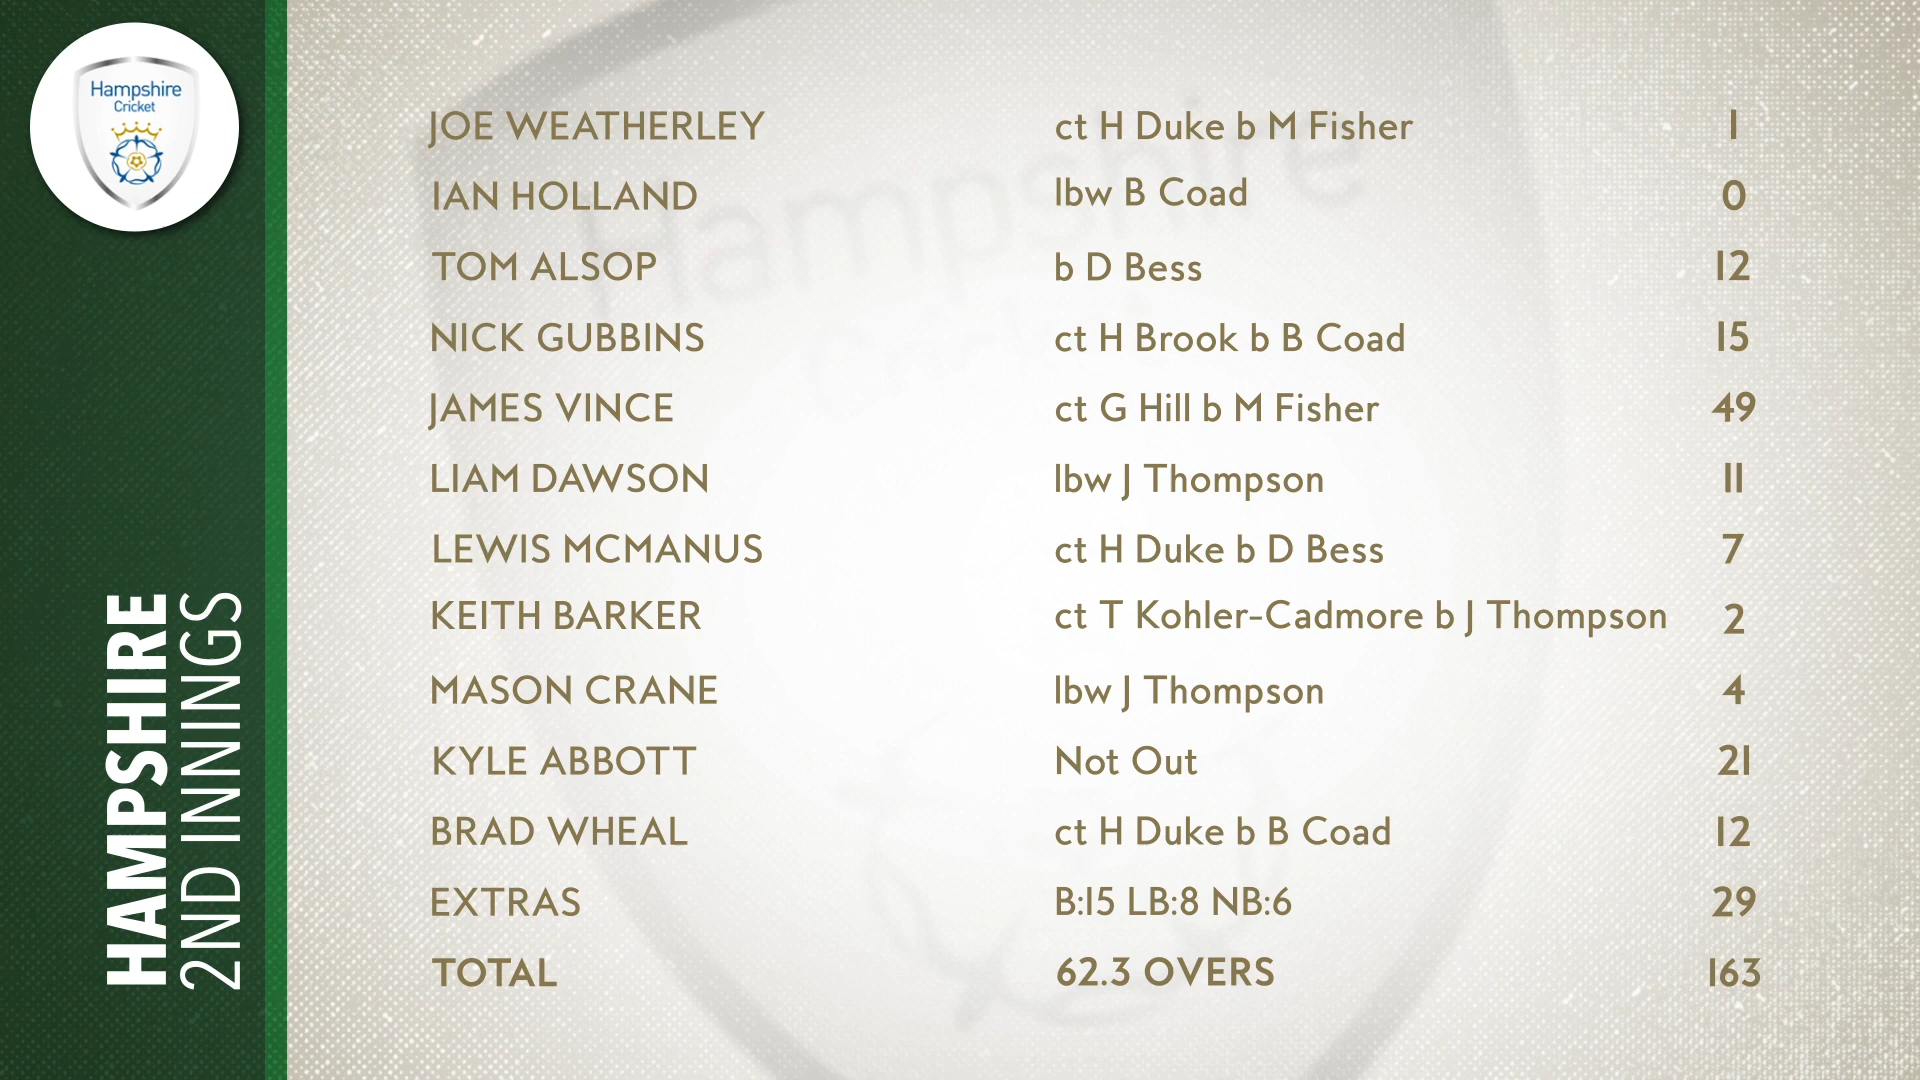 Hampshire
Cricket
HAMPSHIRE
2ND INNINGS
JOE WEATHERLEY ct H Duke b M Fisher 1
IAN HOLLAND lbw B Coad 0
TOM ALSOP b D Bess 12
NICK GUBBINS ct H Brook b B Coad 15
JAMES VINCE ct G Hill b M Fisher 49
LIAM DAWSON lbw J Thompson 11
LEWIS MCMANUS ct H Duke b D Bess 7
KEITH BARKER ct T Kohler-Cadmore b J Thompson 2
MASON CRANE lbw J Thompson 4
KYLE ABBOTT Not Out 21
BRAD WHEAL ct H Duke b B Coad 12
EXTRAS B:15 LB:8 NB:6 29
TOTAL 62.3 OVERS 163